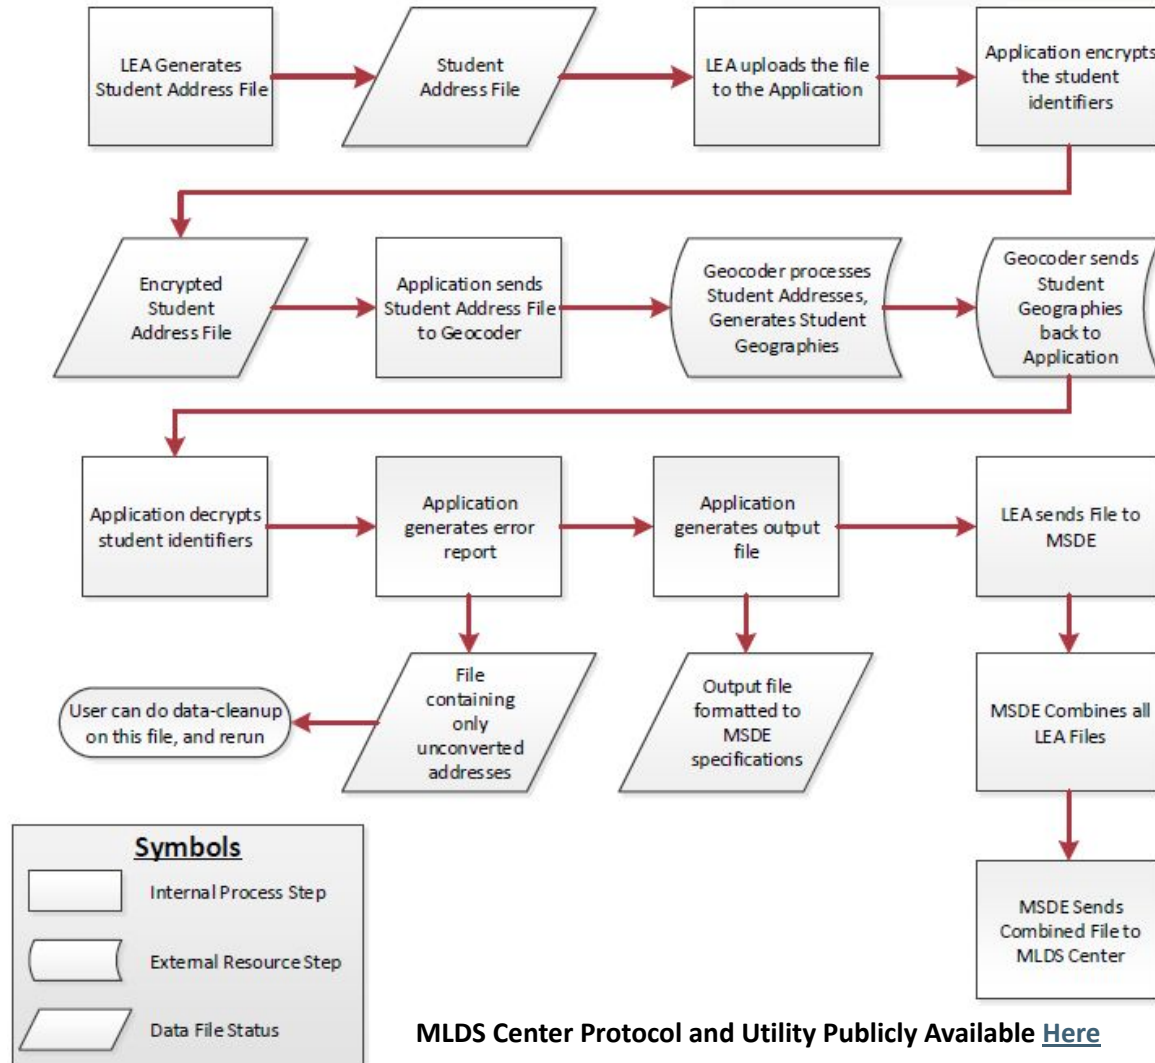 LEA Generates
Student Address File
Student
Address File
LEA uploads the file
to the Application
Application encrypts
the student
identifiers
Encrypted
Student
Address File
Application sends
Student Address File
to Geocoder
Geocoder processes
Student Addresses,
Generates Student
Geographies
Geocoder sends
Student
Geographies
back to
Application
Application decrypts
student identifiers
Application
generates error
report
Application
generates output
file
LEA sends File to
MSDE
User can do data-cleanup
on this file, and rerun
File
containing
only
unconverted
addresses
Output file
formatted to
MSDE
specifications
MSDE Combines all
LEA Files
MSDE Sends
Combined File to
MLDS Center
Symbols
Internal Process Step
External Resource Step
Data File Status
MLDS Center Protocol and Utility Publicly Available Here